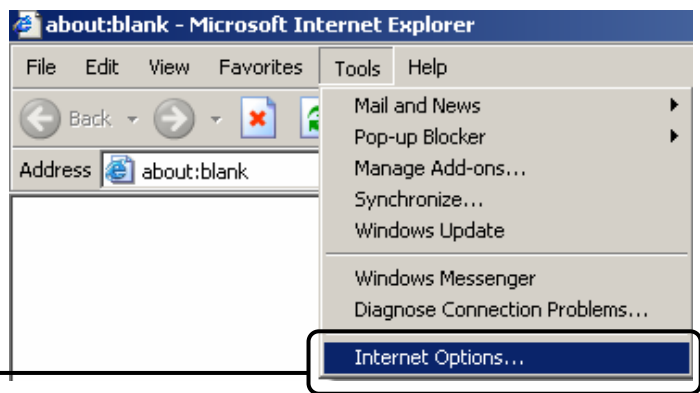 about:blank - Microsoft Internet Explorer
File Edit View Favorites Tools Help
Back
Address about:blank
Mail and News
Pop-up Blocker
Manage Add-ons...
Synchronize...
Windows Update
Windows Messenger
Diagnose Connection Problems...
Internet Options...